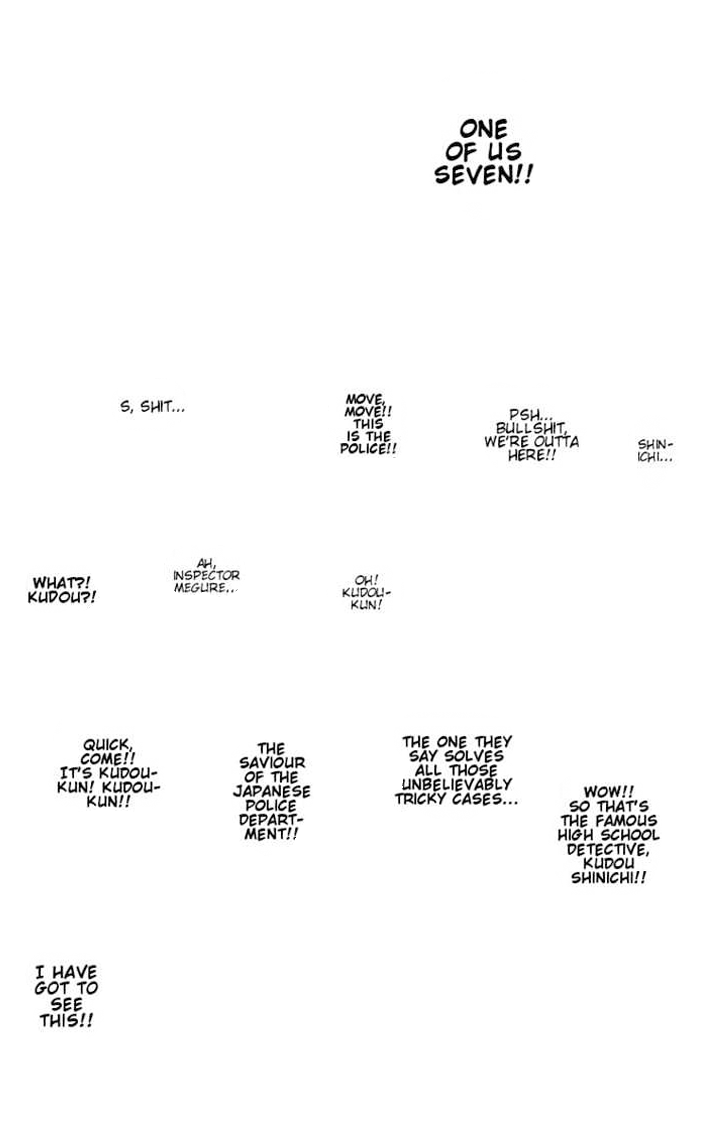 ONE
OF US
SEVEN!!
SHIN-
ICHI...
PSH...
BULLSHIT,
WE'RE OUTTA
HERE!!
MOVE,
MOVE!!
THIS
IS THE
POLICE!!
S, SHIT...
OH!
KUDOU-
KUN!
AH,
INSPECTOR
MEGURE..
WHAT?!
KUDOU?!
WOW!!
SO THAT'S
THE FAMOUS
HIGH SCHOOL
DETECTIVE,
KUDOU
SHINICHI!!
THE ONE THEY
SAY SOLVES
ALL THOSE
UNBELIEVABLY
TRICKY CASES...
THE
SAVIOUR
OF THE
JAPANESE
POLICE
DEPART-
MENT!!
QUICK,
COME!!
IT'S KUDOU-
KUN! KUDOU-
KUN!!
I HAVE
GOT TO
SEE
THIS!!